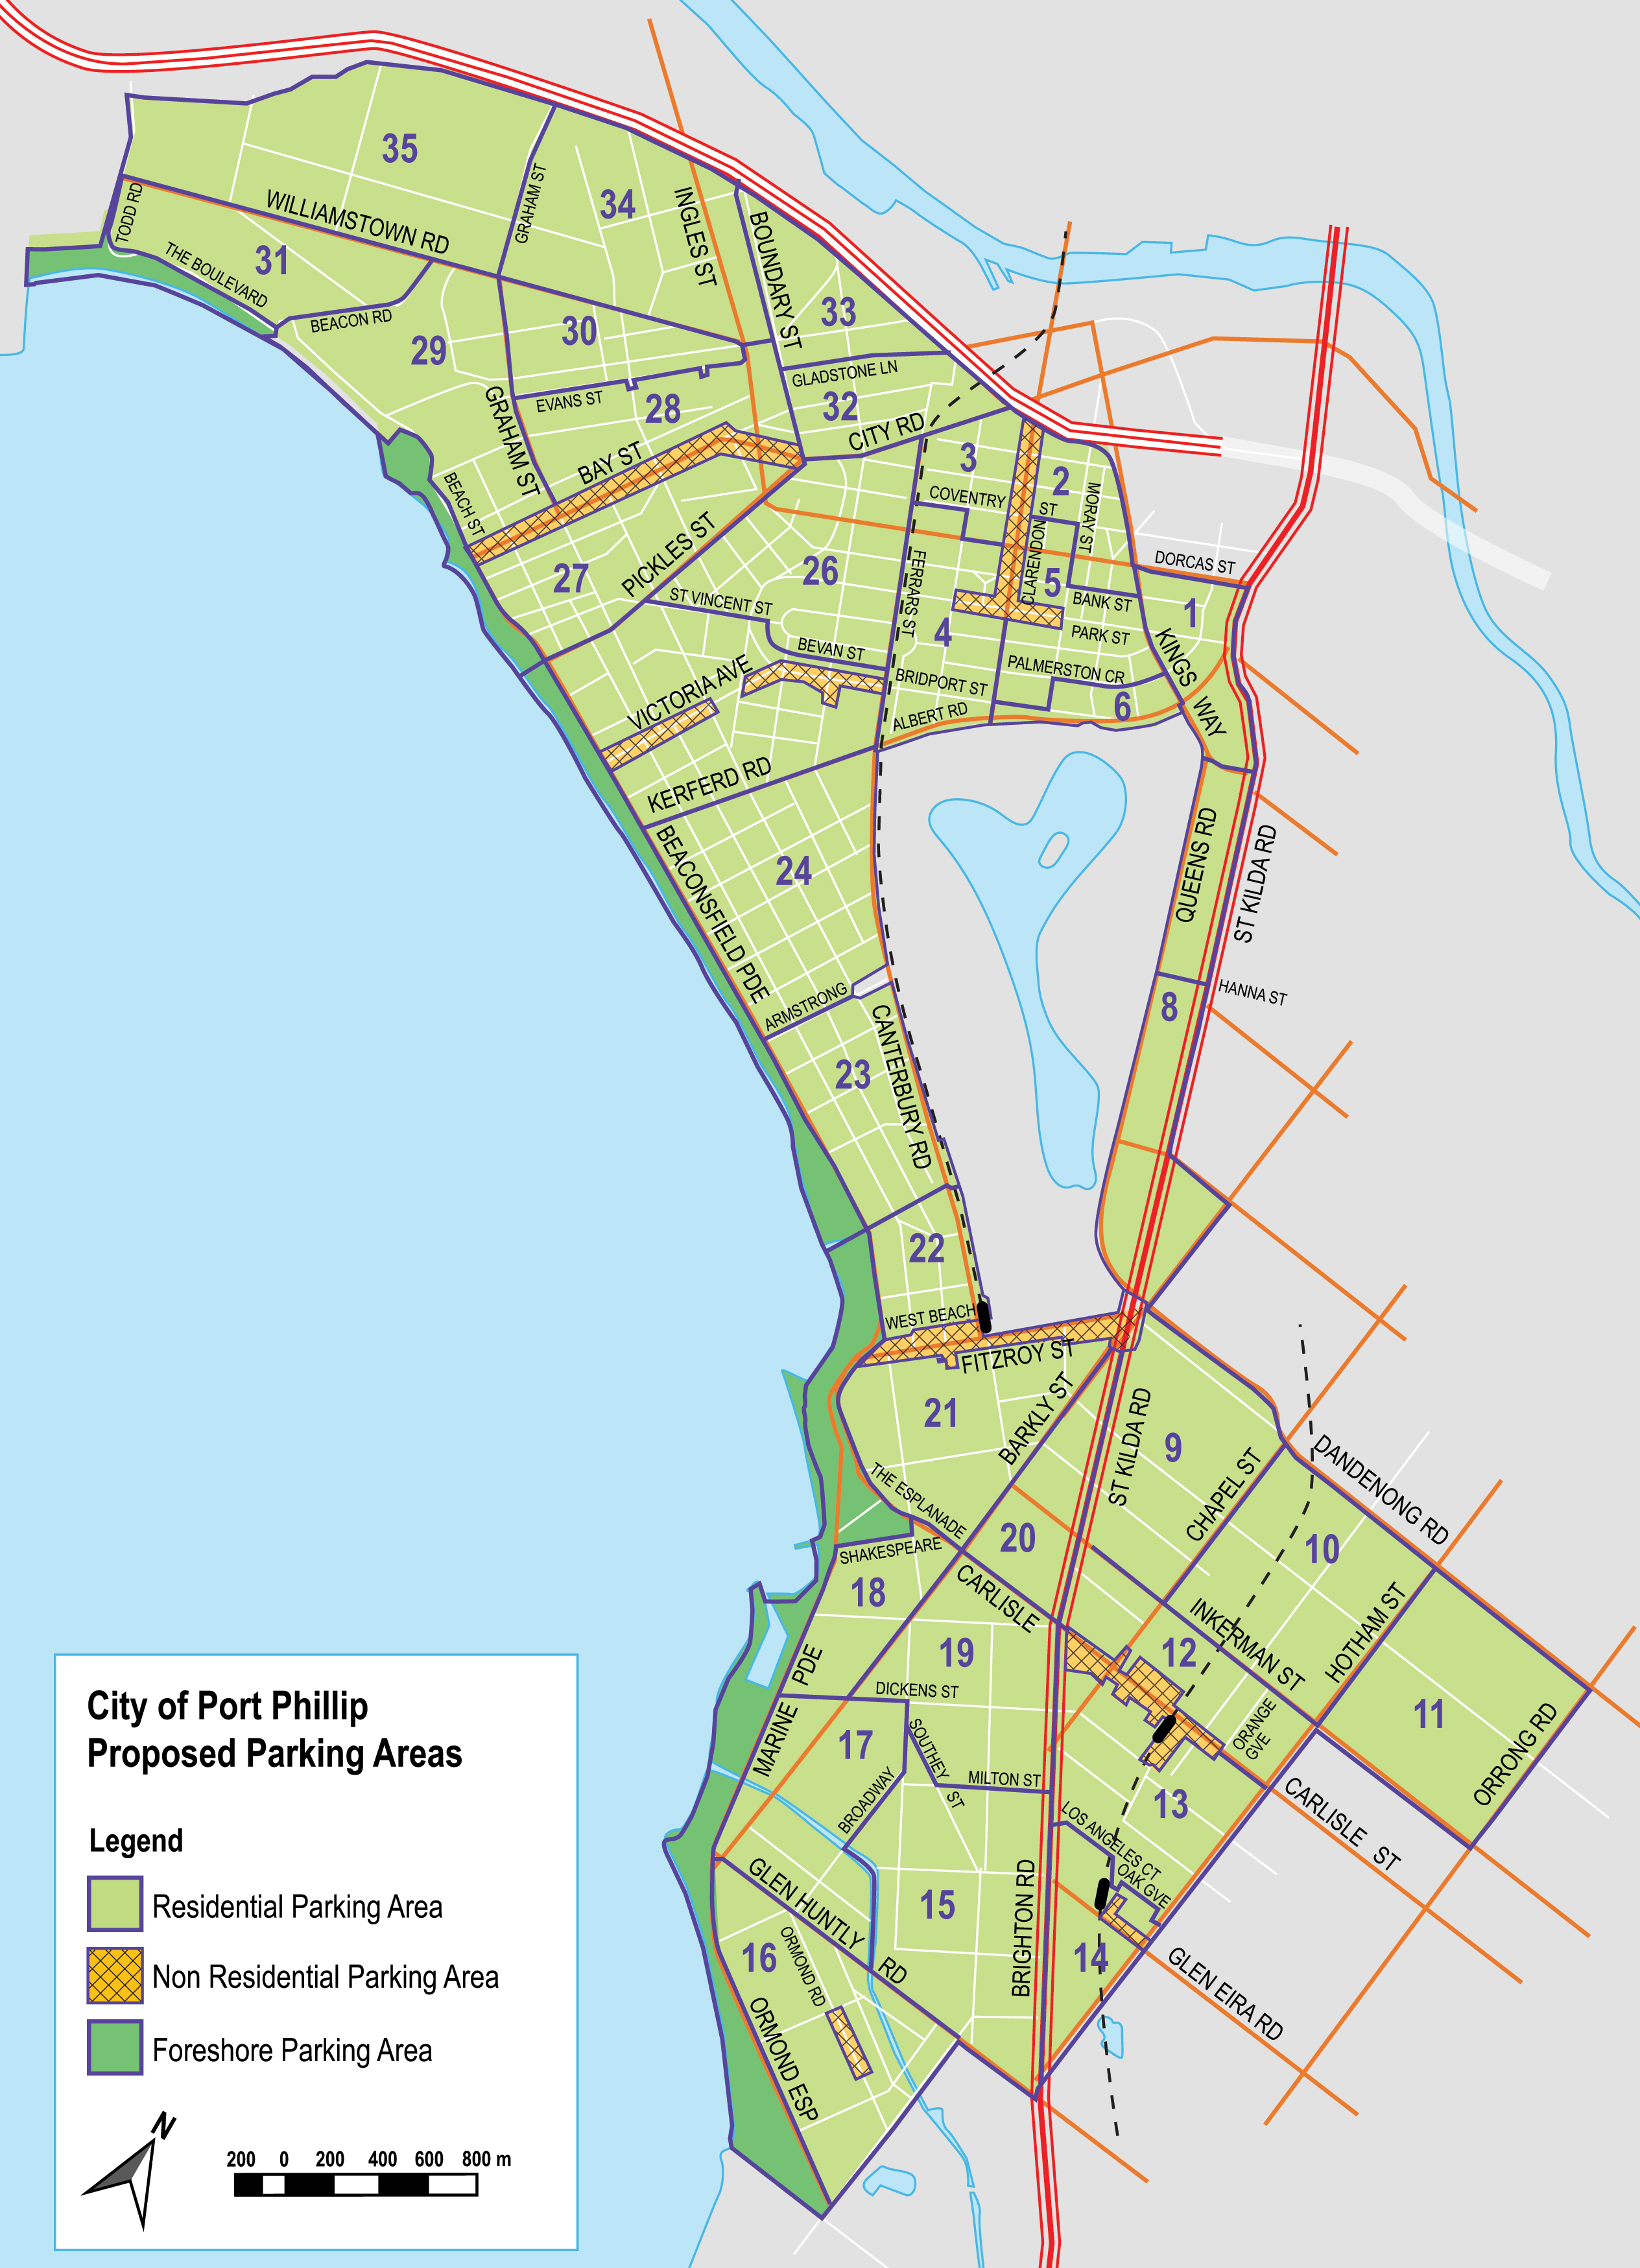 35
WILLIAMSTOWN RD
TODD RD
THE BOULEVARD
31
GRAHAM ST
34
INGLES ST
BOUNDARY ST
33
BEACON RD
29
30
GLADSTONE LN
32
CITY RD
EVANS ST
28
GRAHAM ST
BAY ST
BEACH ST
3
2
COVENTRY
ST
MORAY ST
CLARENDON
DORCAS ST
27
PICKLES ST
26
FERRARS ST
5
BANK ST
1
ST VINCENT ST
4
PARK ST
BEVAN ST
KINGS
WAY
PALMERSTON CR
VICTORIA AVE
BRIDPORT ST
6
ALBERT RD
KERFERD RD
QUEENS RD
ST KILDA RD
BEACONSFIELD PDE
24
ARMSTRONG
HANNA ST
8
CANTERBURY RD
23
22
WEST BEACH
FITZROY ST
21
BARKLY ST
ST KILDA RD
9
CHAPEL ST
DANDENONG RD
THE ESPLANADE
20
10
SHAKESPEARE
18
CARLISLE
INKERMAN ST
HOTHAM ST
19
12
PDE
MARINE
DICKENS ST
17
SOUTHEY
ST
ORANGE
GVE
11
ORRONG RD
MILTON ST
BROADWAY
13
LOS ANGELES CT
OAK GVE
CARLISLE
ST
GLEN HUNTLY
RD
15
BRIGHTON RD
16
ORMOND RD
14
GLEN EIRA RD
ORMOND ESP
City of Port Phillip
Proposed Parking Areas
Legend
Residential Parking Area
Non Residential Parking Area
Foreshore Parking Area
N
200 0 200 400 600 800 m